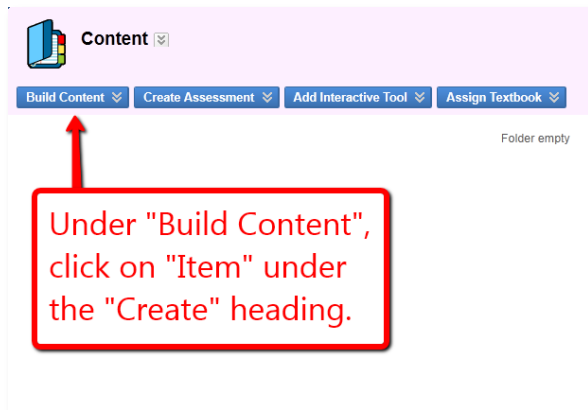 Content
Build Content Create Assessment Add Interactive Tool Assign Textbook
Folder empty
Under "Build Content",
click on "Item" under
the "Create" heading.